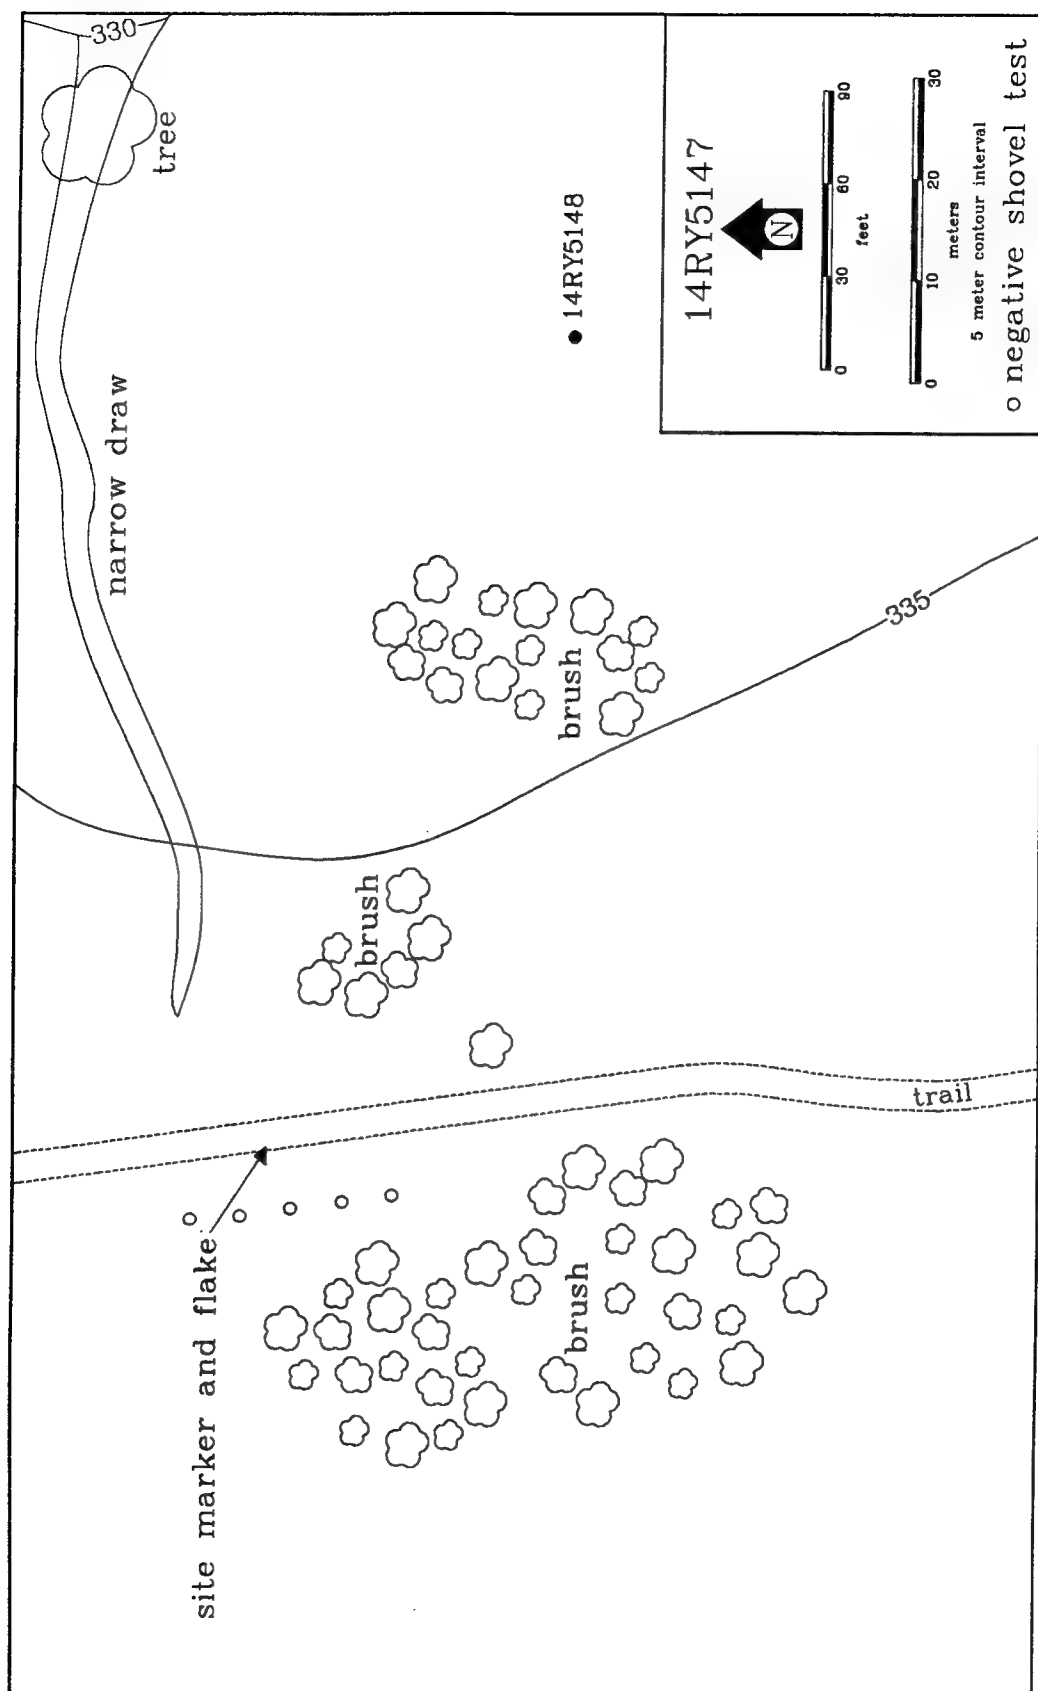 330
tree
narrow draw
14RY5148
335
brush
brush
trail
site marker and flake
brush
14RY5147
N
0 30 60 90
feet
0 10 20 30
meters
5 meter contour interval
o negative shovel test